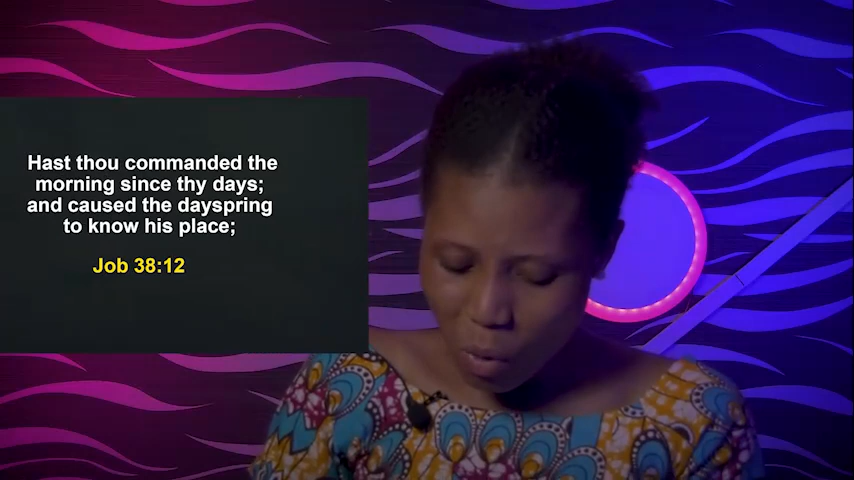 Hast thou commanded the
morning since thy days;
and caused the dayspring
to know his place;
Job 38:12